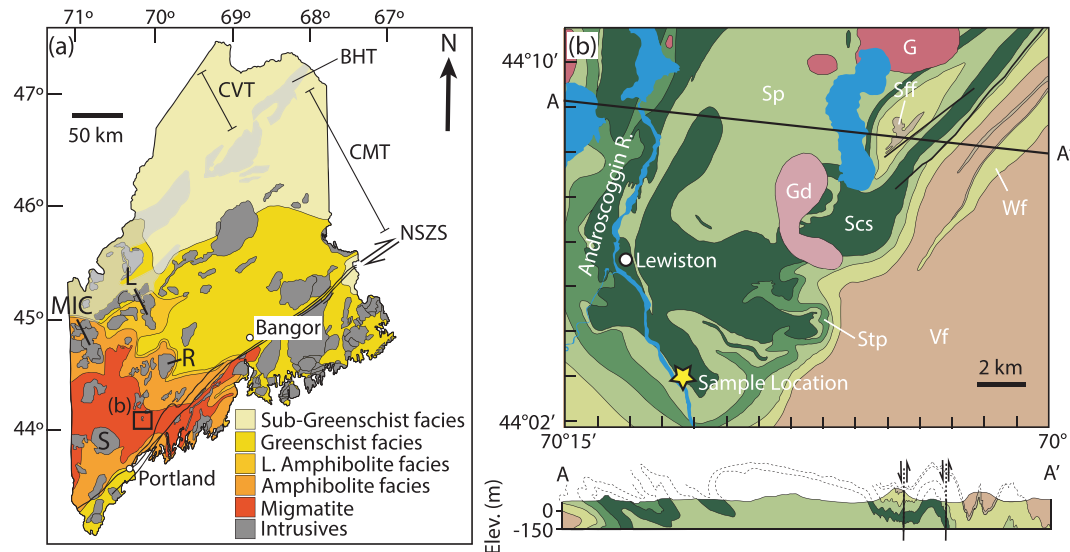 71° 70° 69° 68° 67°
(a)
N
BHT
CVT
47°
50 km
CMT
46°
NSZS
L
MIC
45°
Bangor
R
(b)
44°
S
Portland
Sub-Greenschist facies
Greenschist facies
L. Amphibolite facies
Amphibolite facies
Migmatite
Intrusives
(b)
G
44°10'
Sp
Sff
A
A'
Androscoggin R.
Gd
Wf
Scs
Lewiston
Stp
Vf
Sample Location
2 km
44°02'
70°15' 70°
A A'
Elev. (m)
0
-150